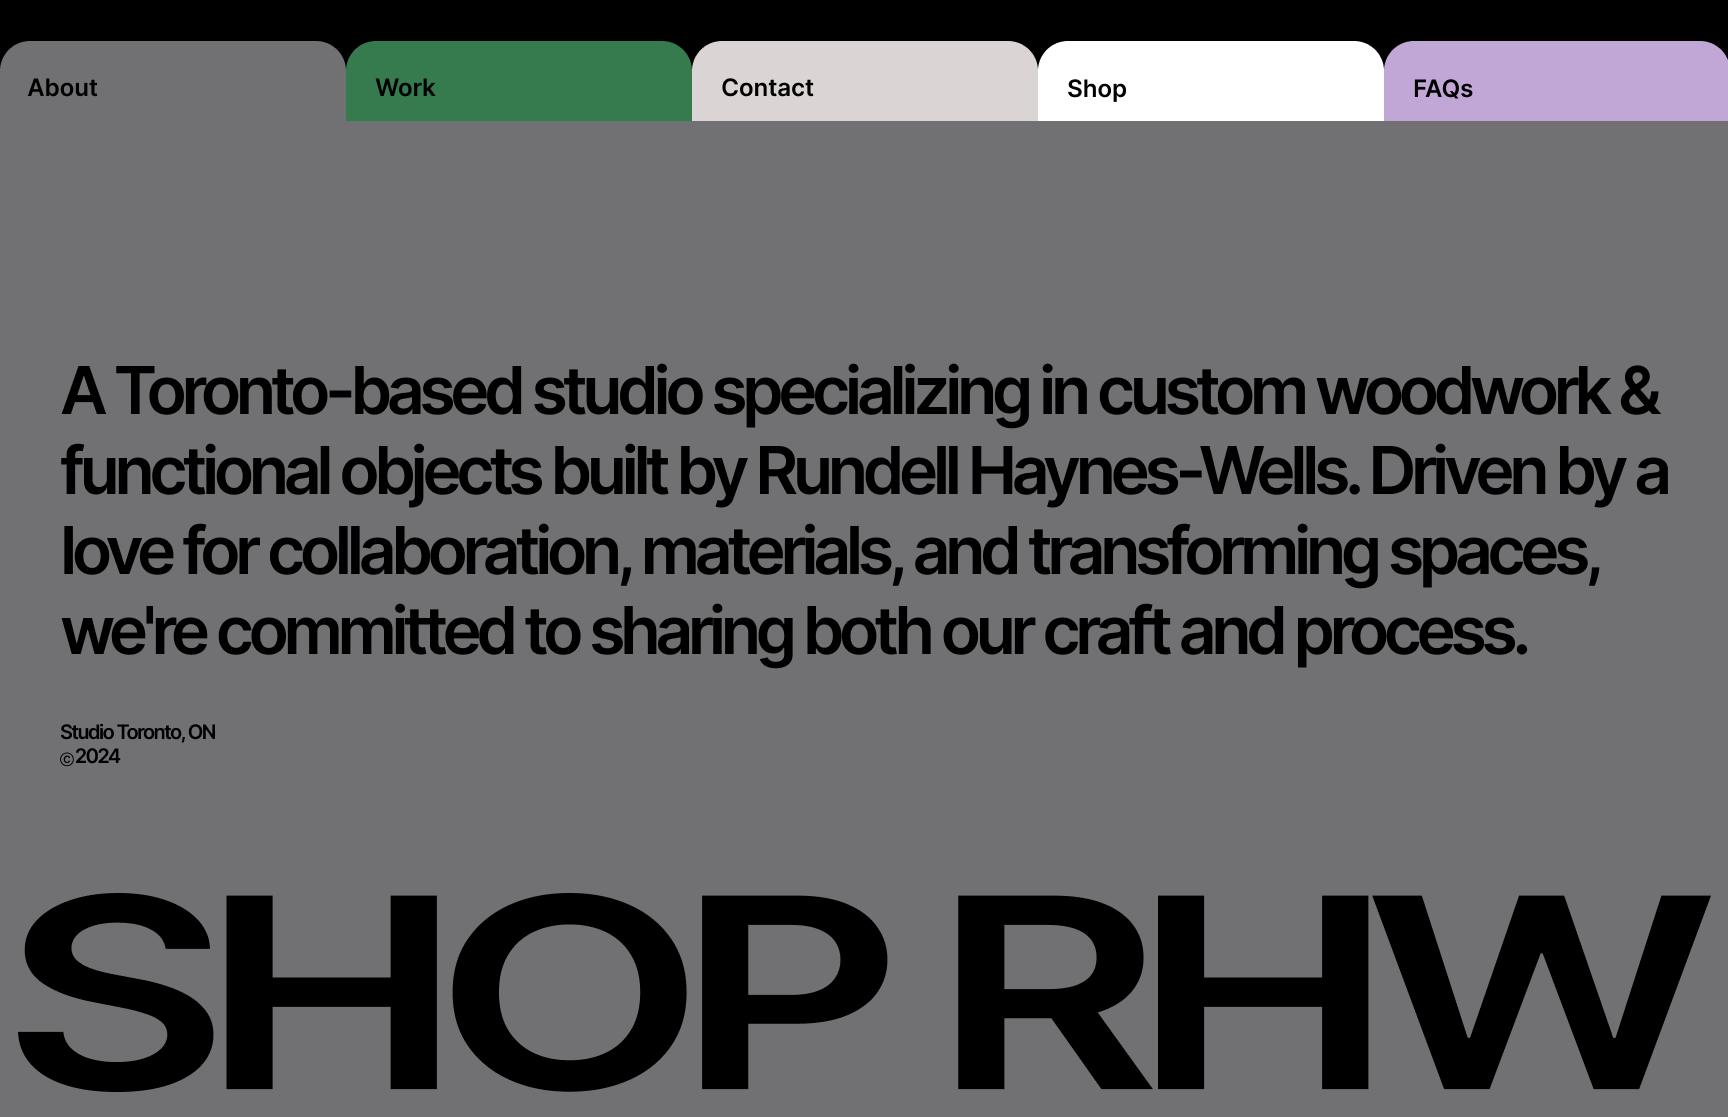 About
Work
Contact
Shop
FAQs
A Toronto-based studio specializing in custom woodwork &
functional objects built by Rundell Haynes-Wells. Driven by a
love for collaboration, materials, and transforming spaces,
we're committed to sharing both our craft and process.
Studio Toronto, ON
©2024
SHOP RHW